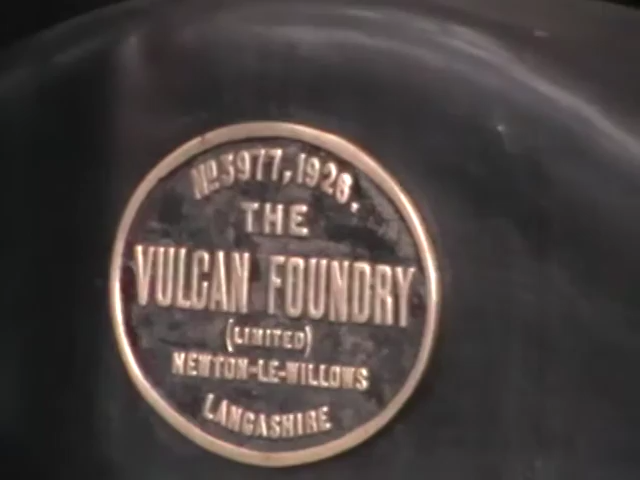 No 3977, 1926.
THE
VULCAN FOUNDRY
(LIMITED)
NEWTON-LE-WILLOWS
LANCASHIRE